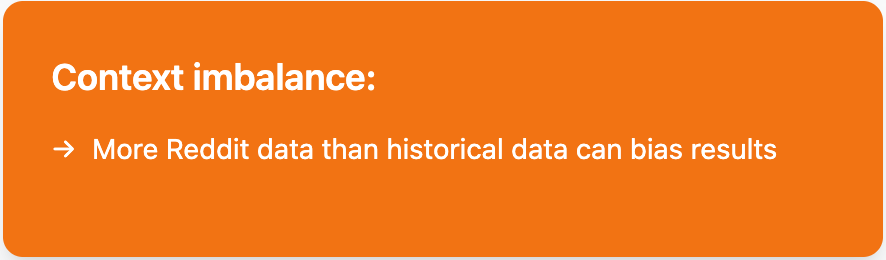 Context imbalance:
→ More Reddit data than historical data can bias results